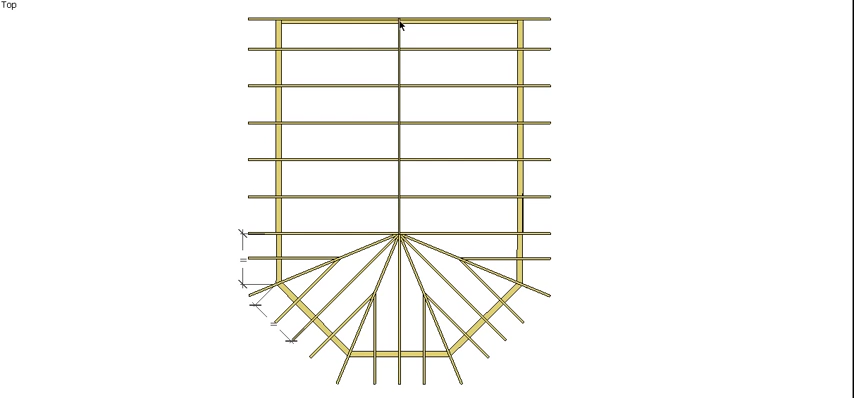 Top
=
=